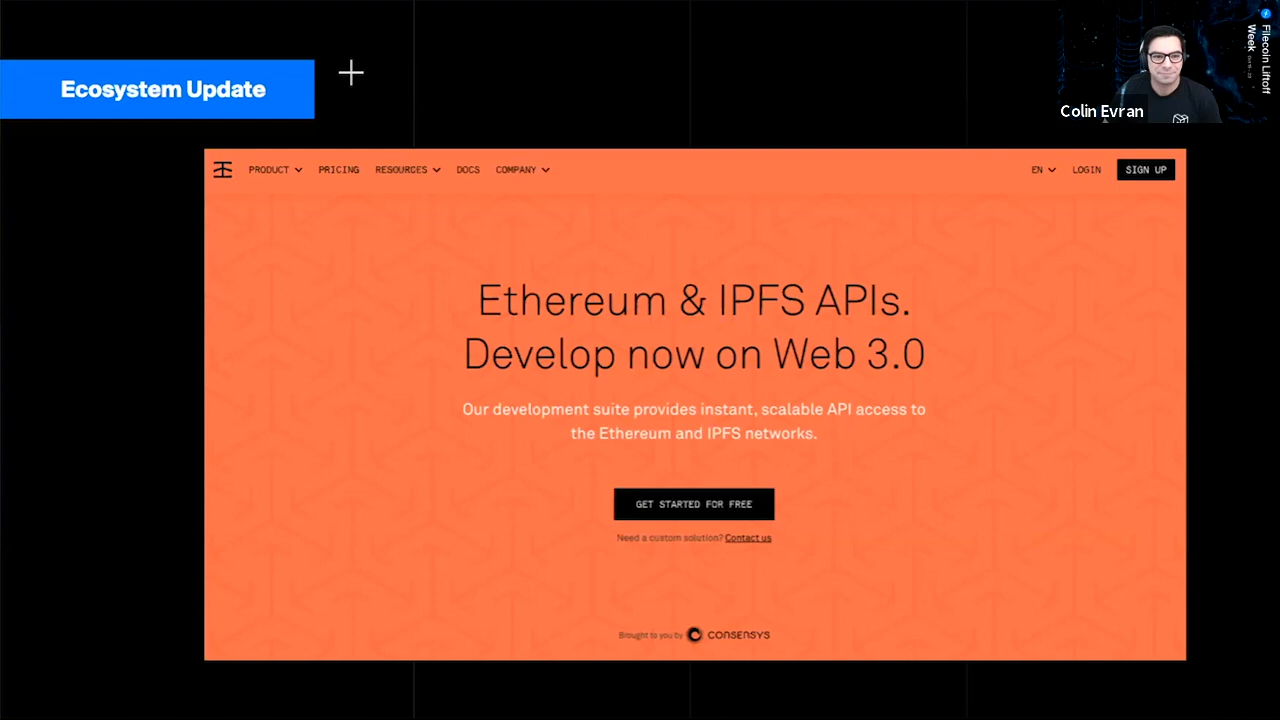 Ecosystem Update
Filecoin Liftoff
Week
Colin Evran
PRODUCT PRICING RESOURCES DOCS COMPANY EN LOGIN SIGN UP
Ethereum & IPFS APIs.
Develop now on Web 3.0
Our development suite provides instant, scalable API access to
the Ethereum and IPFS networks.
GET STARTED FOR FREE
Need a custom solution? Contact us
Brought to you by CONSENSYS